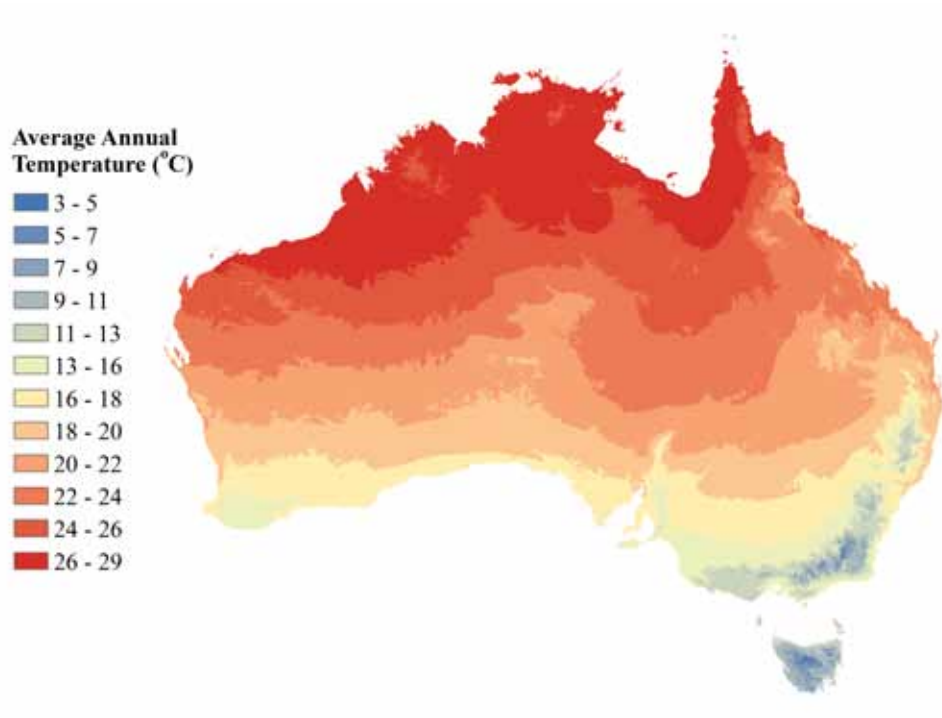 Average Annual
Temperature (°C)
3 - 5
5 - 7
7 - 9
9 - 11
11 - 13
13 - 16
16 - 18
18 - 20
20 - 22
22 - 24
24 - 26
26 - 29